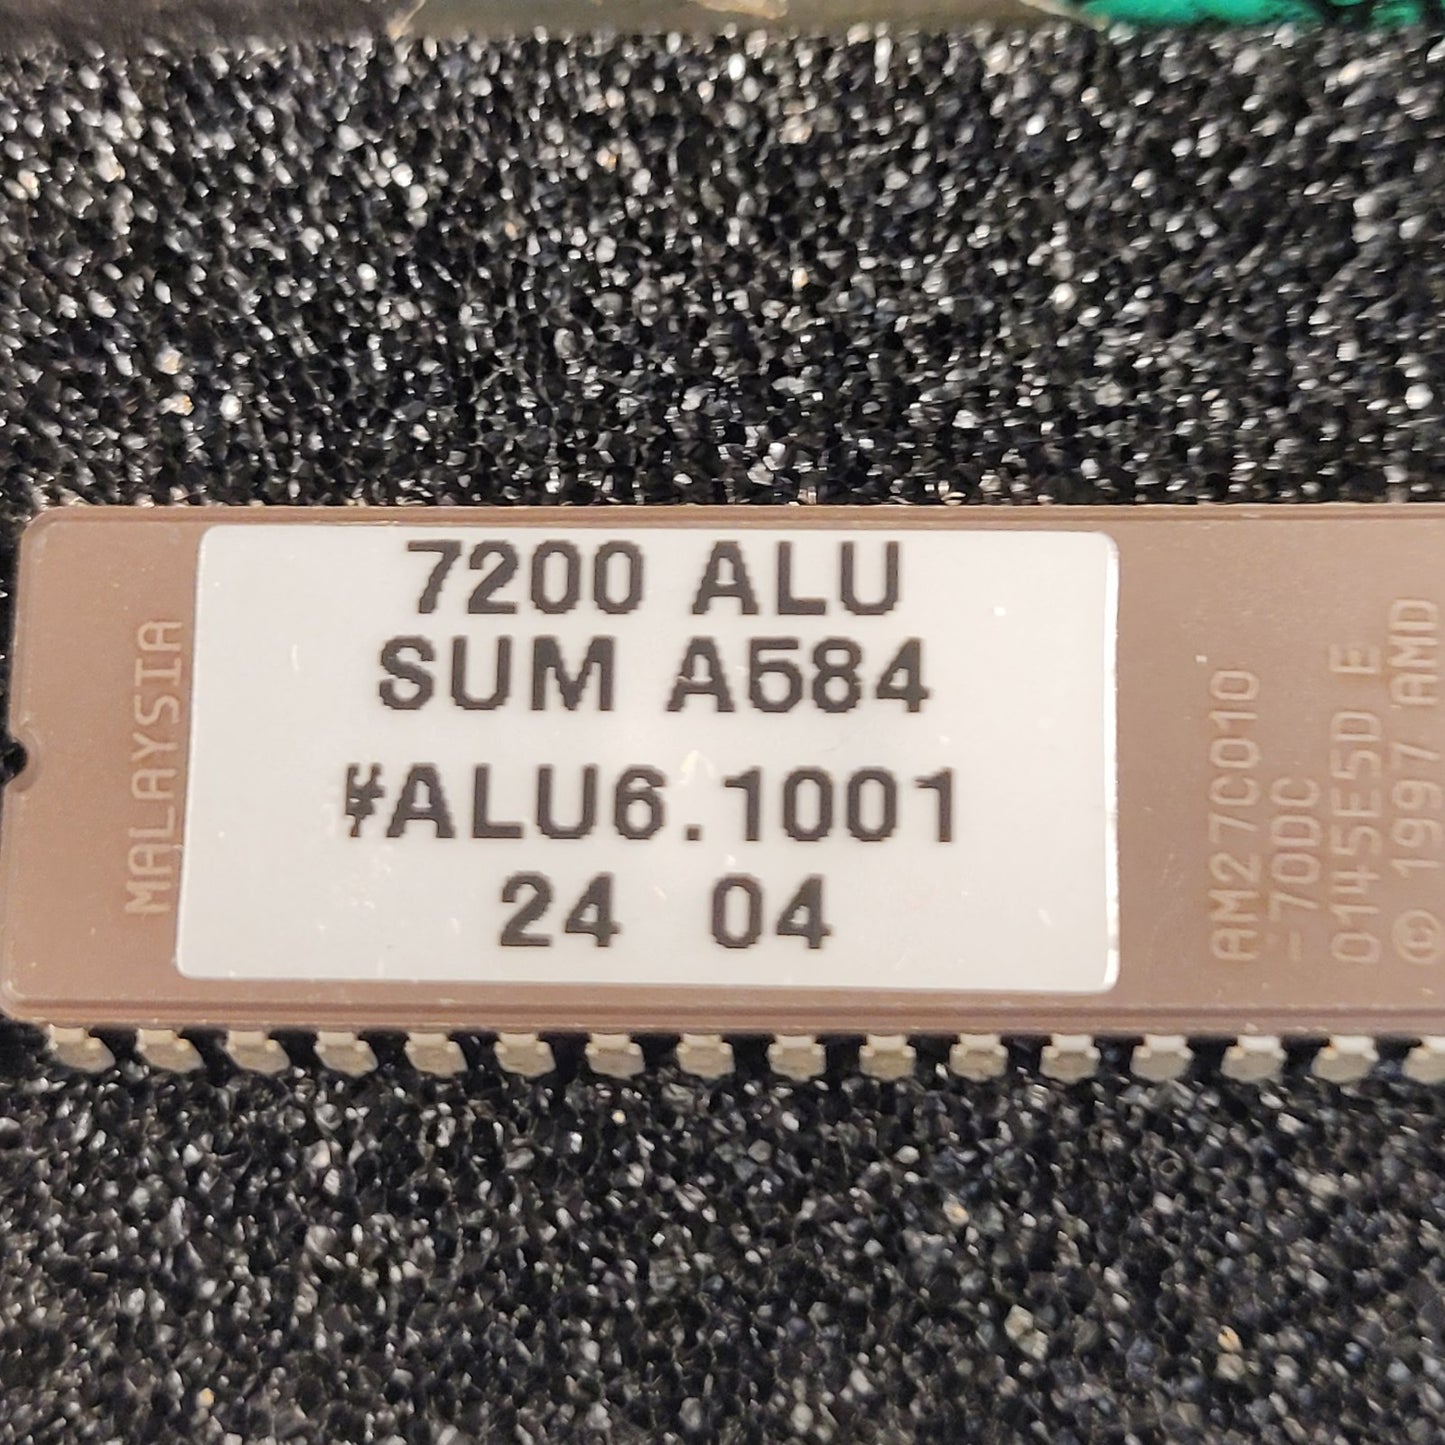 7200 ALU
SUM A584
#ALU6.1001
24 04
MALAYSIA
AM27C010
-70DC
0145E5D E
© 1997 AMD